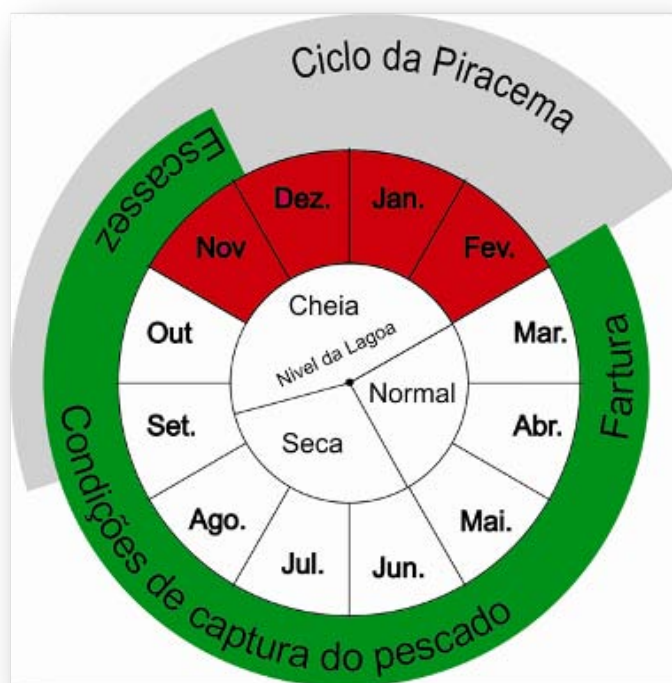 Ciclo da Piracema
Escassez
Fartura
Condições de captura do pescado
Jan.
Fev.
Mar.
Abr.
Mai.
Jun.
Jul.
Ago.
Set.
Out
Nov
Dez.
Cheia
Nivel da Lagoa
Normal
Seca